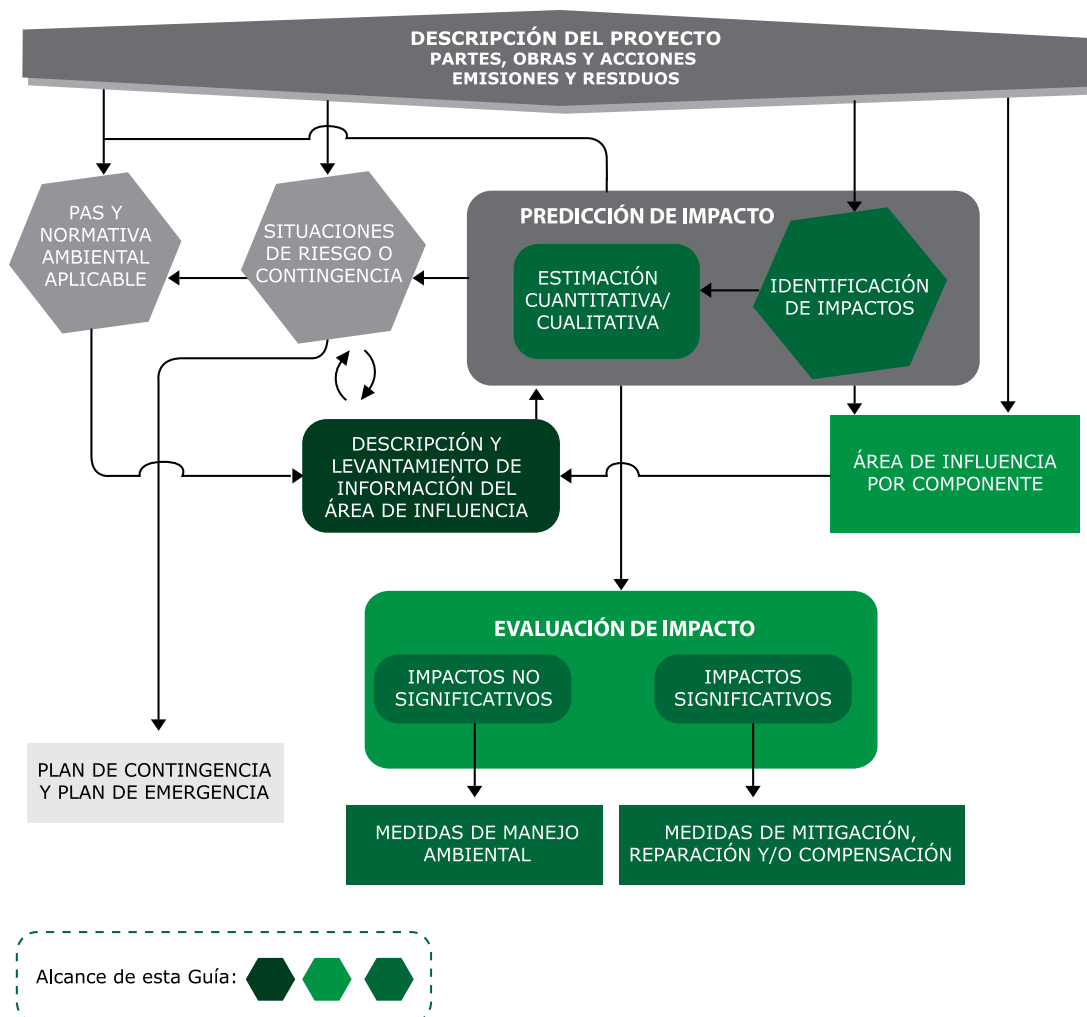 DESCRIPCIÓN DEL PROYECTO
PARTES, OBRAS Y ACCIONES
EMISIONES Y RESIDUOS
PAS Y
NORMATIVA
AMBIENTAL
APLICABLE
SITUACIONES
DE RIESGO O
CONTINGENCIA
PREDICCIÓN DE IMPACTO
ESTIMACIÓN
CUANTITATIVA/
CUALITATIVA
IDENTIFICACIÓN
DE IMPACTOS
DESCRIPCIÓN Y
LEVANTAMIENTO DE
INFORMACIÓN DEL
ÁREA DE INFLUENCIA
ÁREA DE INFLUENCIA
POR COMPONENTE
EVALUACIÓN DE IMPACTO
IMPACTOS NO
SIGNIFICATIVOS
IMPACTOS
SIGNIFICATIVOS
PLAN DE CONTINGENCIA
Y PLAN DE EMERGENCIA
MEDIDAS DE MANEJO
AMBIENTAL
MEDIDAS DE MITIGACIÓN,
REPARACIÓN Y/O COMPENSACIÓN
Alcance de esta Guía: